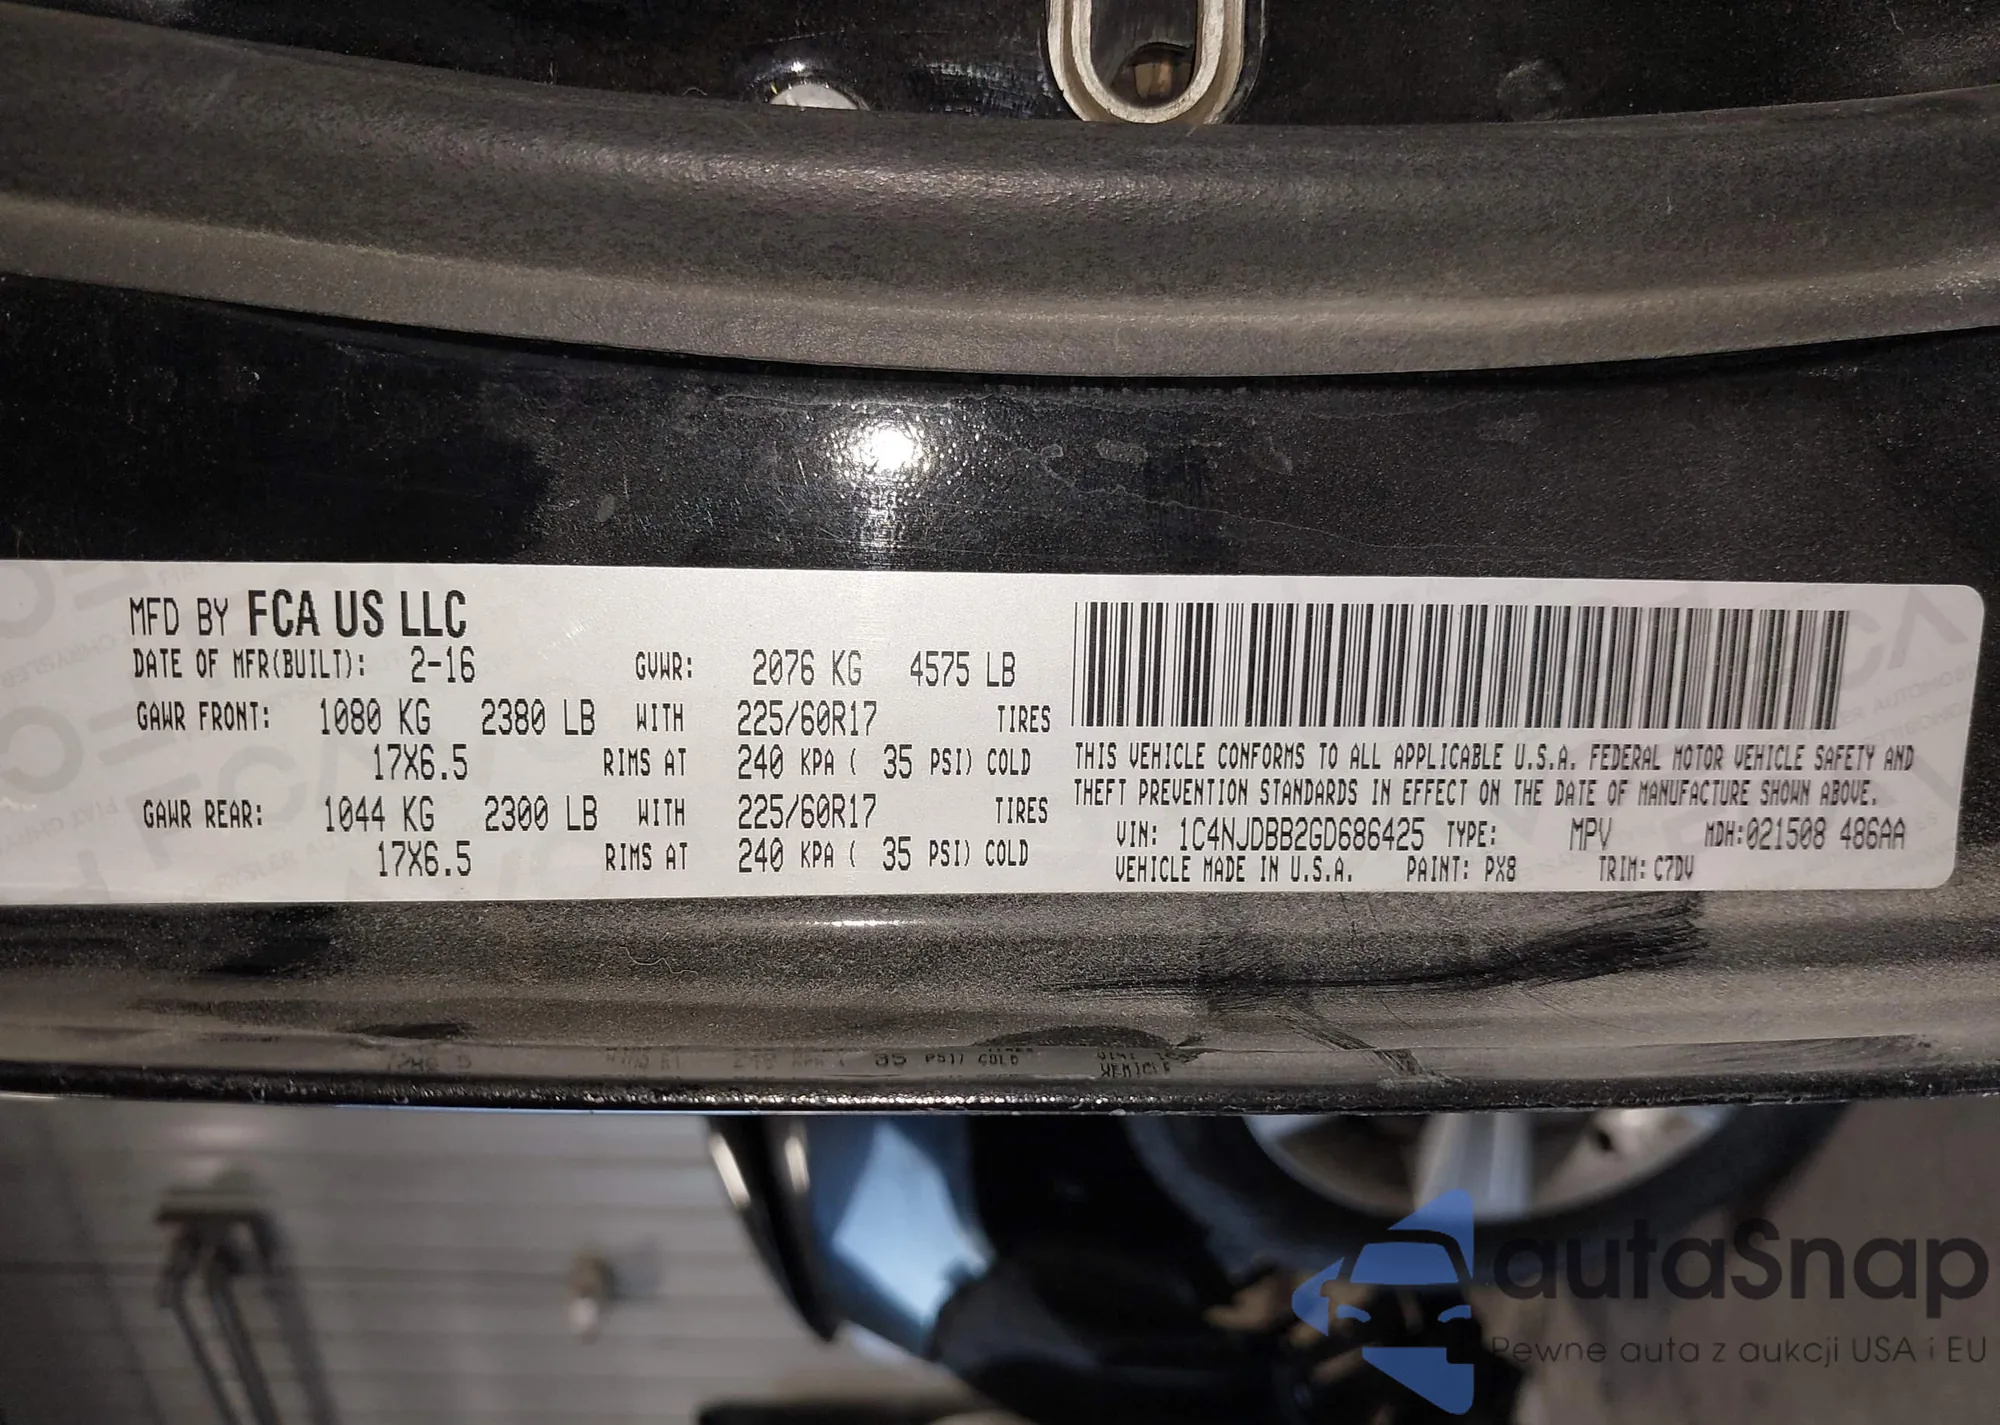 MFD BY FCA US LLC
DATE OF MFR(BUILT): 2-16 GVWR: 2076 KG 4575 LB
GAWR FRONT: 1080 KG 2380 LB WITH 225/60R17 TIRES
17X6.5 RIMS AT 240 KPA ( 35 PSI) COLD
GAWR REAR: 1044 KG 2300 LB WITH 225/60R17 TIRES
17X6.5 RIMS AT 240 KPA ( 35 PSI) COLD
THIS VEHICLE CONFORMS TO ALL APPLICABLE U.S.A. FEDERAL MOTOR VEHICLE SAFETY AND
THEFT PREVENTION STANDARDS IN EFFECT ON THE DATE OF MANUFACTURE SHOWN ABOVE.
VIN: 1C4NJDBB2GD686425 TYPE: MPV MDH:021508 486AA
VEHICLE MADE IN U.S.A. PAINT: PX8 TRIM: C7DV
autaSnap
Pewne auta z aukcji USA i EU